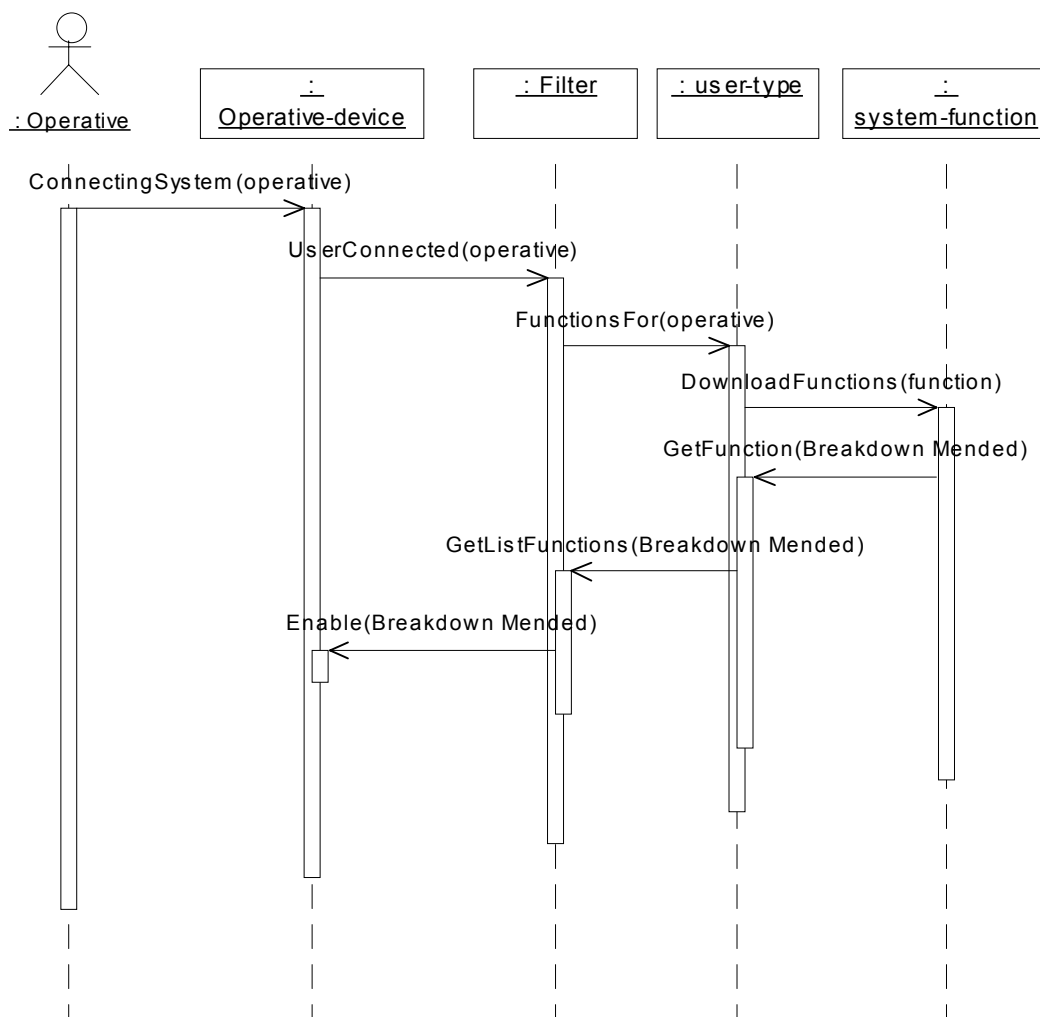 : Operative
:
Operative-device
: Filter
: user-type
:
system-function
ConnectingSystem(operative)
UserConnected(operative)
FunctionsFor(operative)
DownloadFunctions(function)
GetFunction(Breakdown Mended)
GetListFunctions(Breakdown Mended)
Enable(Breakdown Mended)